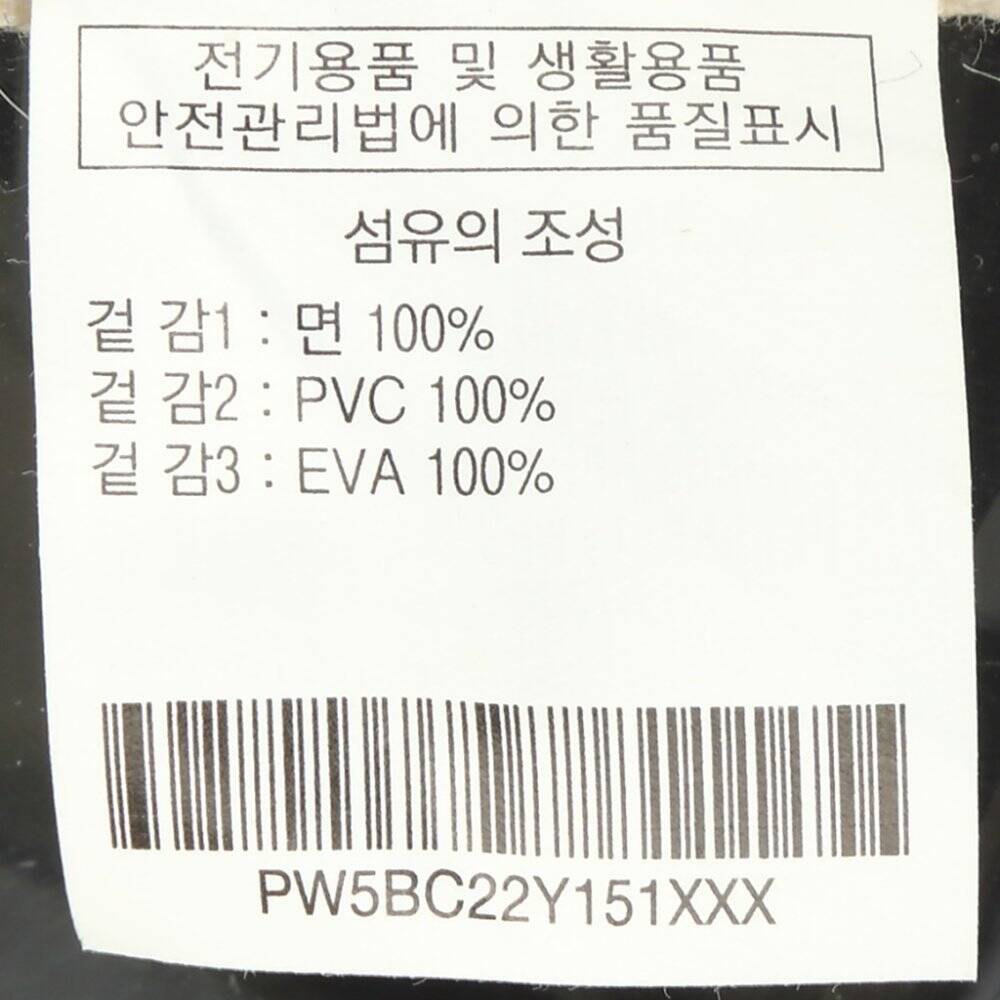 전기용품 및 생활용품
안전관리법에 의한 품질표시
섬유의 조성
겉 감1 : 면 100%
겉 감2 : PVC 100%
겉 감3 : EVA 100%
PW5BC22Y151XXX